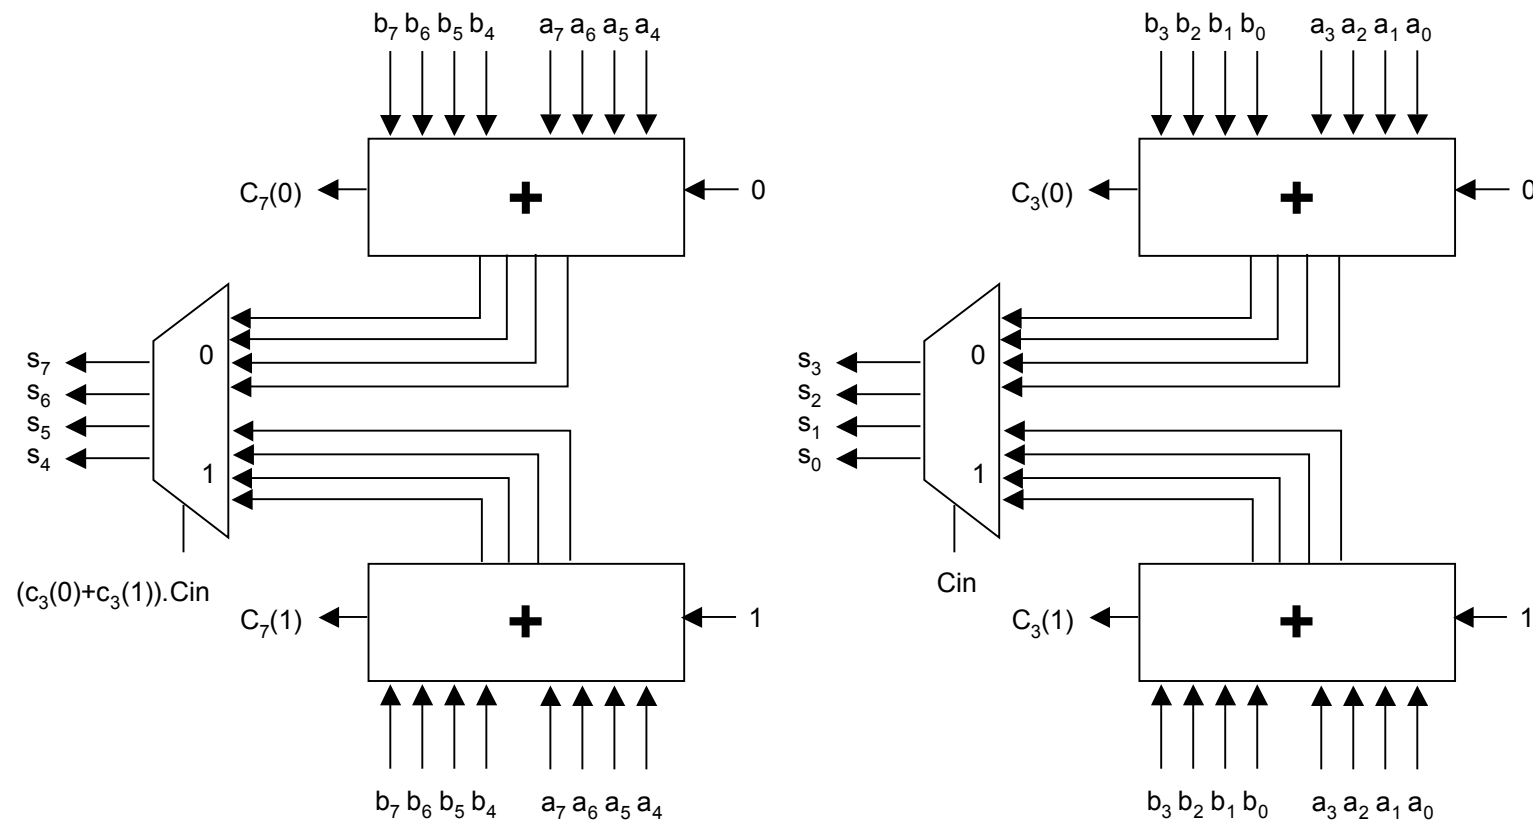 b₇ b₆ b₅ b₄ a₇ a₆ a₅ a₄ b₃ b₂ b₁ b₀ a₃ a₂ a₁ a₀
C₇(0) + 0 C₃(0) + 0
0 0
s₇ s₃
s₆ s₂
s₅ s₁
s₄ s₀
1 1
(c₃(0)+c₃(1)).Cin Cin
C₇(1) + 1 C₃(1) + 1
b₇ b₆ b₅ b₄ a₇ a₆ a₅ a₄ b₃ b₂ b₁ b₀ a₃ a₂ a₁ a₀